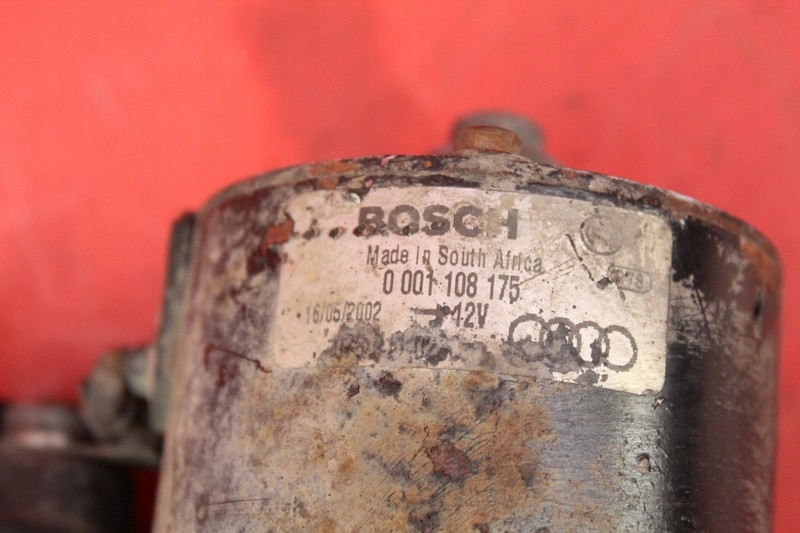 BOSCH
Made in South Africa
0 001 108 175
16/05/2002 12V